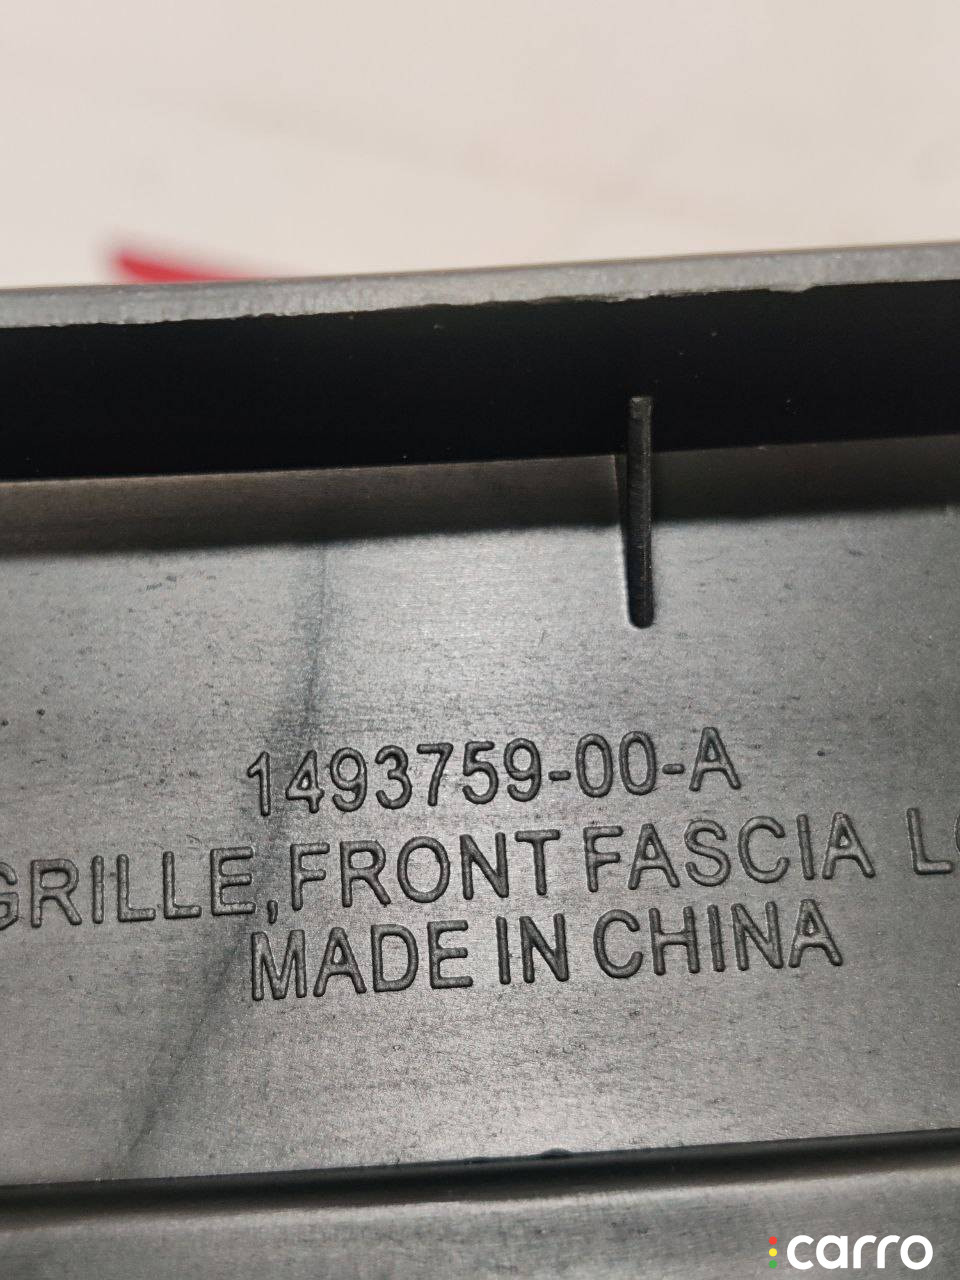 1493759-00-A
GRILLE,FRONT FASCIA
MADE IN CHINA
carro